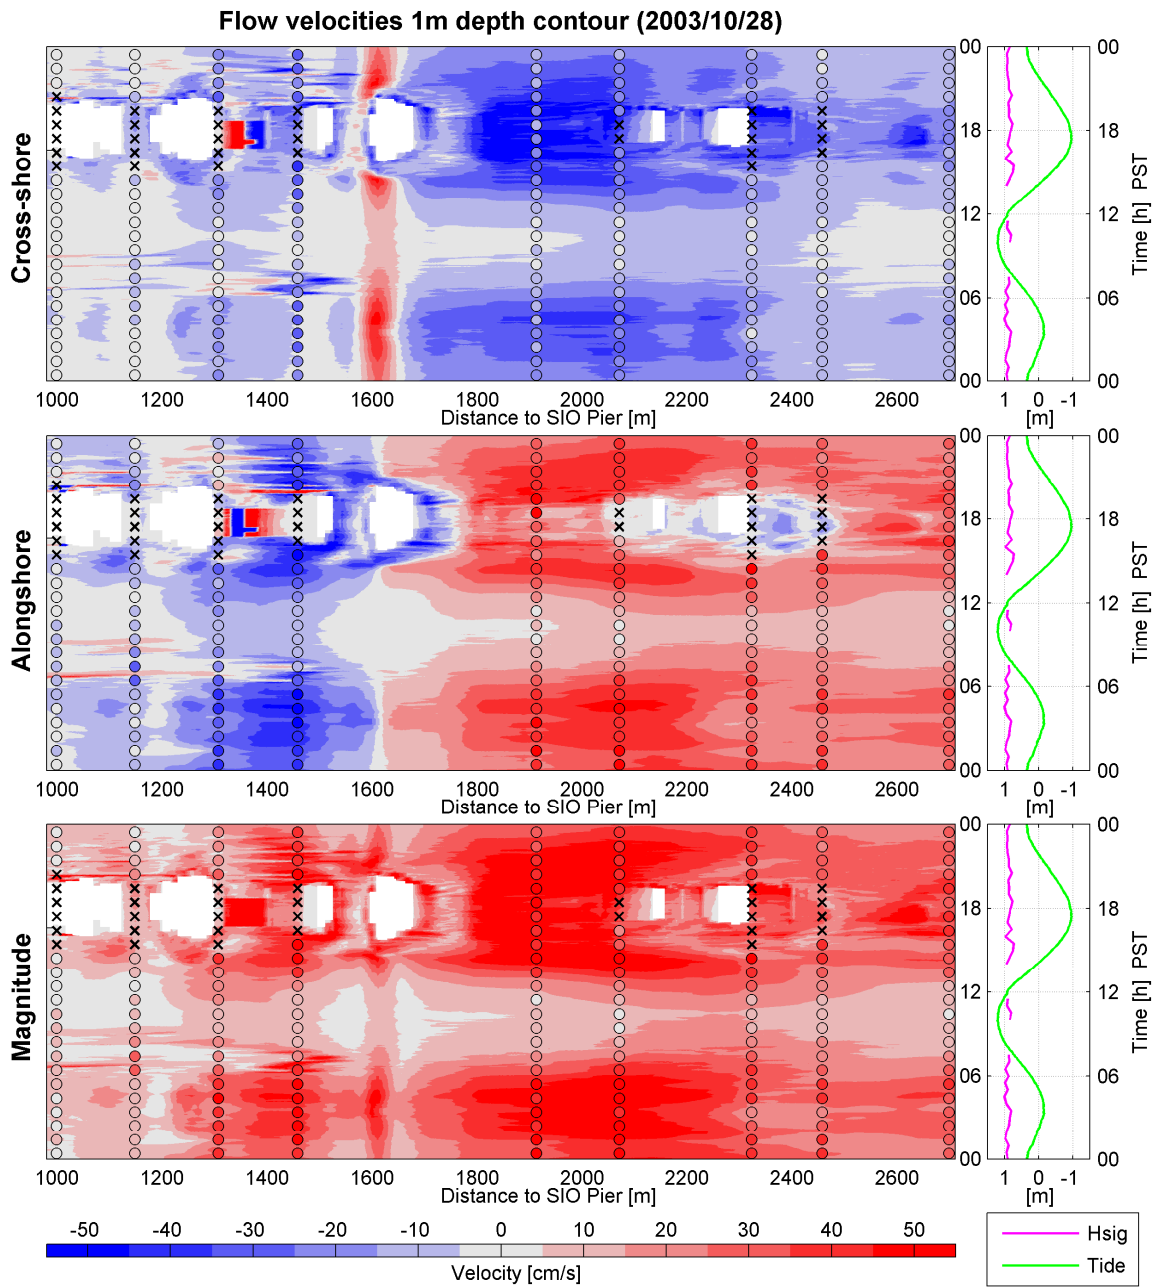 Flow velocities 1m depth contour (2003/10/28)
Cross-shore
00
18
12
06
00
Time [h] PST
1000 1200 1400 1600 1800 2000 2200 2400 2600
Distance to SIO Pier [m]
1 0 -1
[m]
Alongshore
00
18
12
06
00
00
18
12
06
00
Time [h] PST
1000 1200 1400 1600 1800 2000 2200 2400 2600
Distance to SIO Pier [m]
1 0 -1
[m]
Magnitude
00
18
12
06
00
00
18
12
06
00
Time [h] PST
1000 1200 1400 1600 1800 2000 2200 2400 2600
Distance to SIO Pier [m]
1 0 -1
[m]
00
18
12
06
00
-50 -40 -30 -20 -10 0 10 20 30 40 50
Velocity [cm/s]
Hsig
Tide